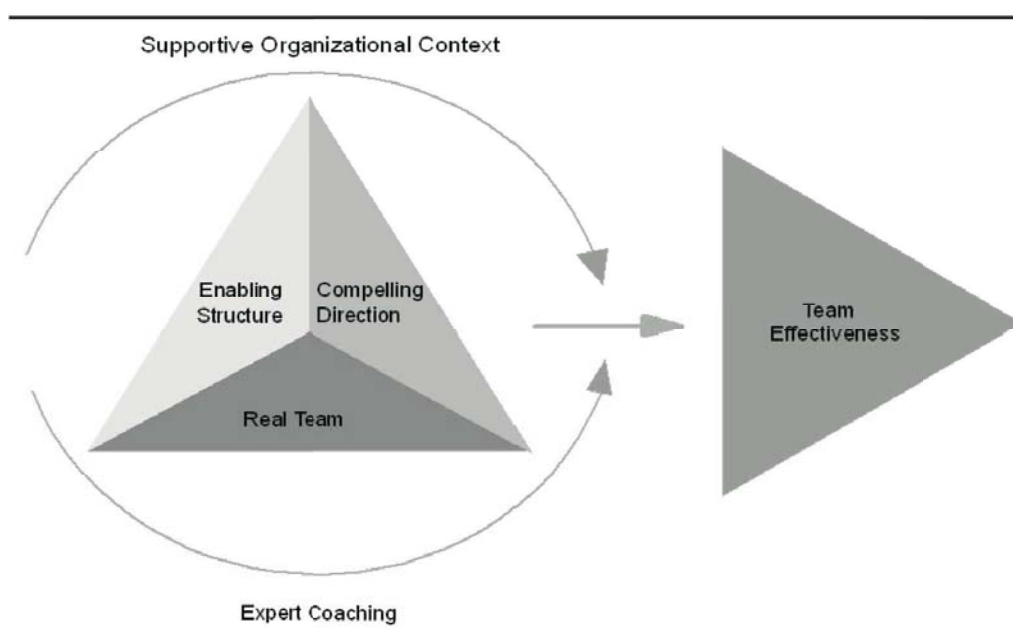 Supportive Organizational Context
Enabling
Structure
Compelling
Direction
Real Team
Team
Effectiveness
Expert Coaching